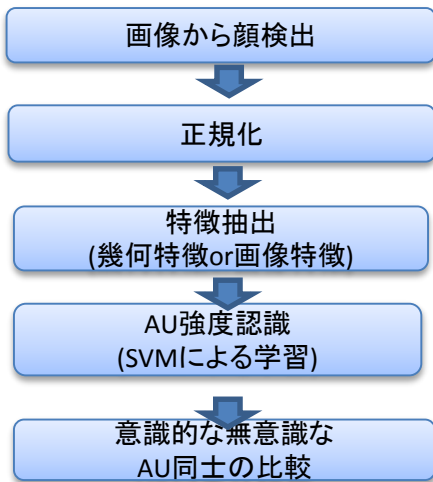 画像から顔検出
正規化
特徴抽出
(幾何特徴or画像特徴)
AU強度認識
(SVMによる学習)
意識的な無意識な
AU同士の比較